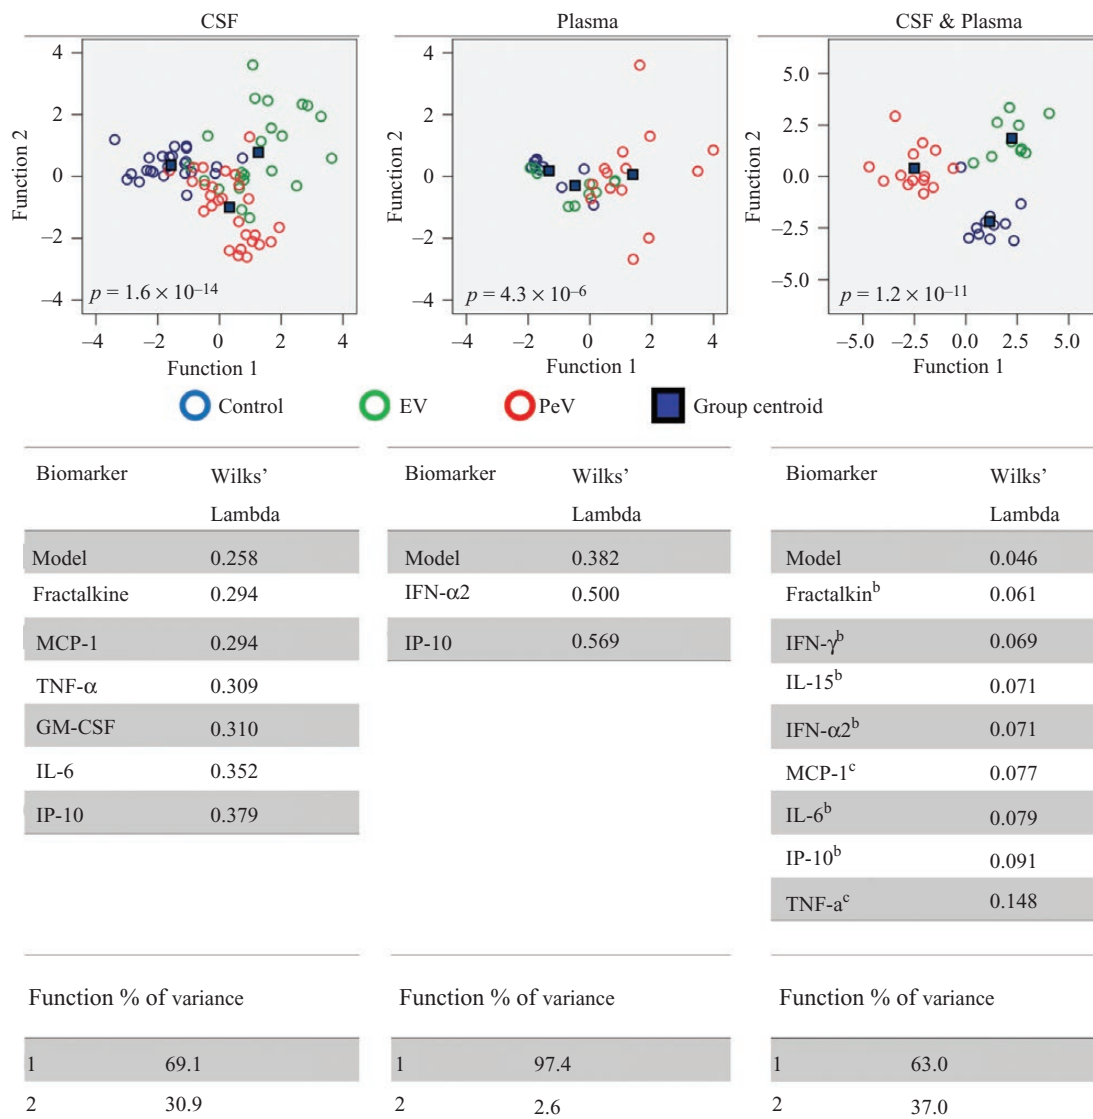 CSF
Plasma
CSF & Plasma
Function 2
4
2
0
−2
−4
p = 1.6 × 10−14
−4 −2 0 2 4
Function 1
Function 2
4
2
0
−2
−4
p = 4.3 × 10−6
−4 −2 0 2 4
Function 1
Function 2
5.0
2.5
0.0
−2.5
−5.0
p = 1.2 × 10−11
−5.0 −2.5 0.0 2.5 5.0
Function 1
Control EV PeV Group centroid
Biomarker Wilks’
Lambda
Model 0.258
Fractalkine 0.294
MCP-1 0.294
TNF-α 0.309
GM-CSF 0.310
IL-6 0.352
IP-10 0.379
Biomarker Wilks’
Lambda
Model 0.382
IFN-α2 0.500
IP-10 0.569
Biomarker Wilks’
Lambda
Model 0.046
Fractalkinb 0.061
IFN-γb 0.069
IL-15b 0.071
IFN-α2b 0.071
MCP-1c 0.077
IL-6b 0.079
IP-10b 0.091
TNF-ac 0.148
Function % of variance
1 69.1
2 30.9
Function % of variance
1 97.4
2 2.6
Function % of variance
1 63.0
2 37.0